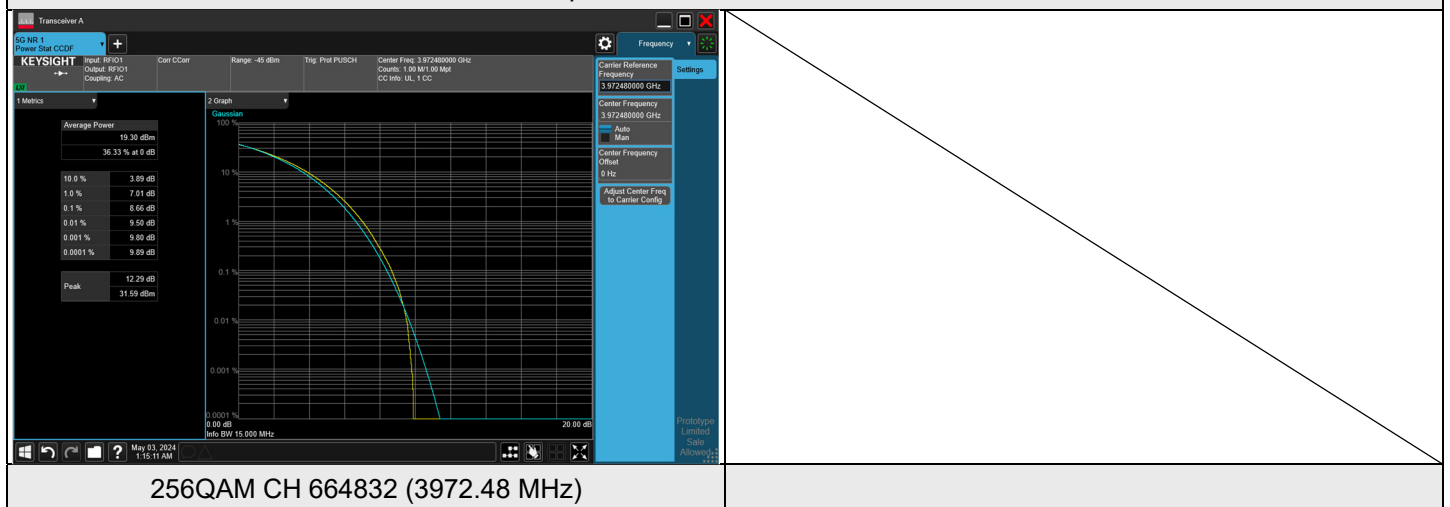 Transceiver A
5G NR 1
Power Stat CCDF
Frequency
KEYSIGHT
LXI
Input: RFIO1
Output: RFIO1
Coupling: AC
Corr CCorr
Range: -45 dBm
Trig: Prot PUSCH
Center Freq: 3.972480000 GHz
Counts: 1.00 M/1.00 Mpt
CC Info: UL, 1 CC
Carrier Reference
Frequency
3.972480000 GHz
Settings
Center Frequency
3.972480000 GHz
Auto
Man
Center Frequency
Offset
0 Hz
Adjust Center Freq
to Carrier Config
1 Metrics
Average Power
19.30 dBm
36.33 % at 0 dB
10.0 % 3.89 dB
1.0 % 7.01 dB
0.1 % 8.66 dB
0.01 % 9.50 dB
0.001 % 9.80 dB
0.0001 % 9.89 dB
Peak
12.29 dB
31.59 dBm
2 Graph
Gaussian
100 %
10 %
1 %
0.1 %
0.01 %
0.001 %
0.0001 %
0.00 dB 20.00 dB
Info BW 15.000 MHz
Prototype
Limited
Sale
Allowed
May 03, 2024
1:15:11 AM
256QAM CH 664832 (3972.48 MHz)